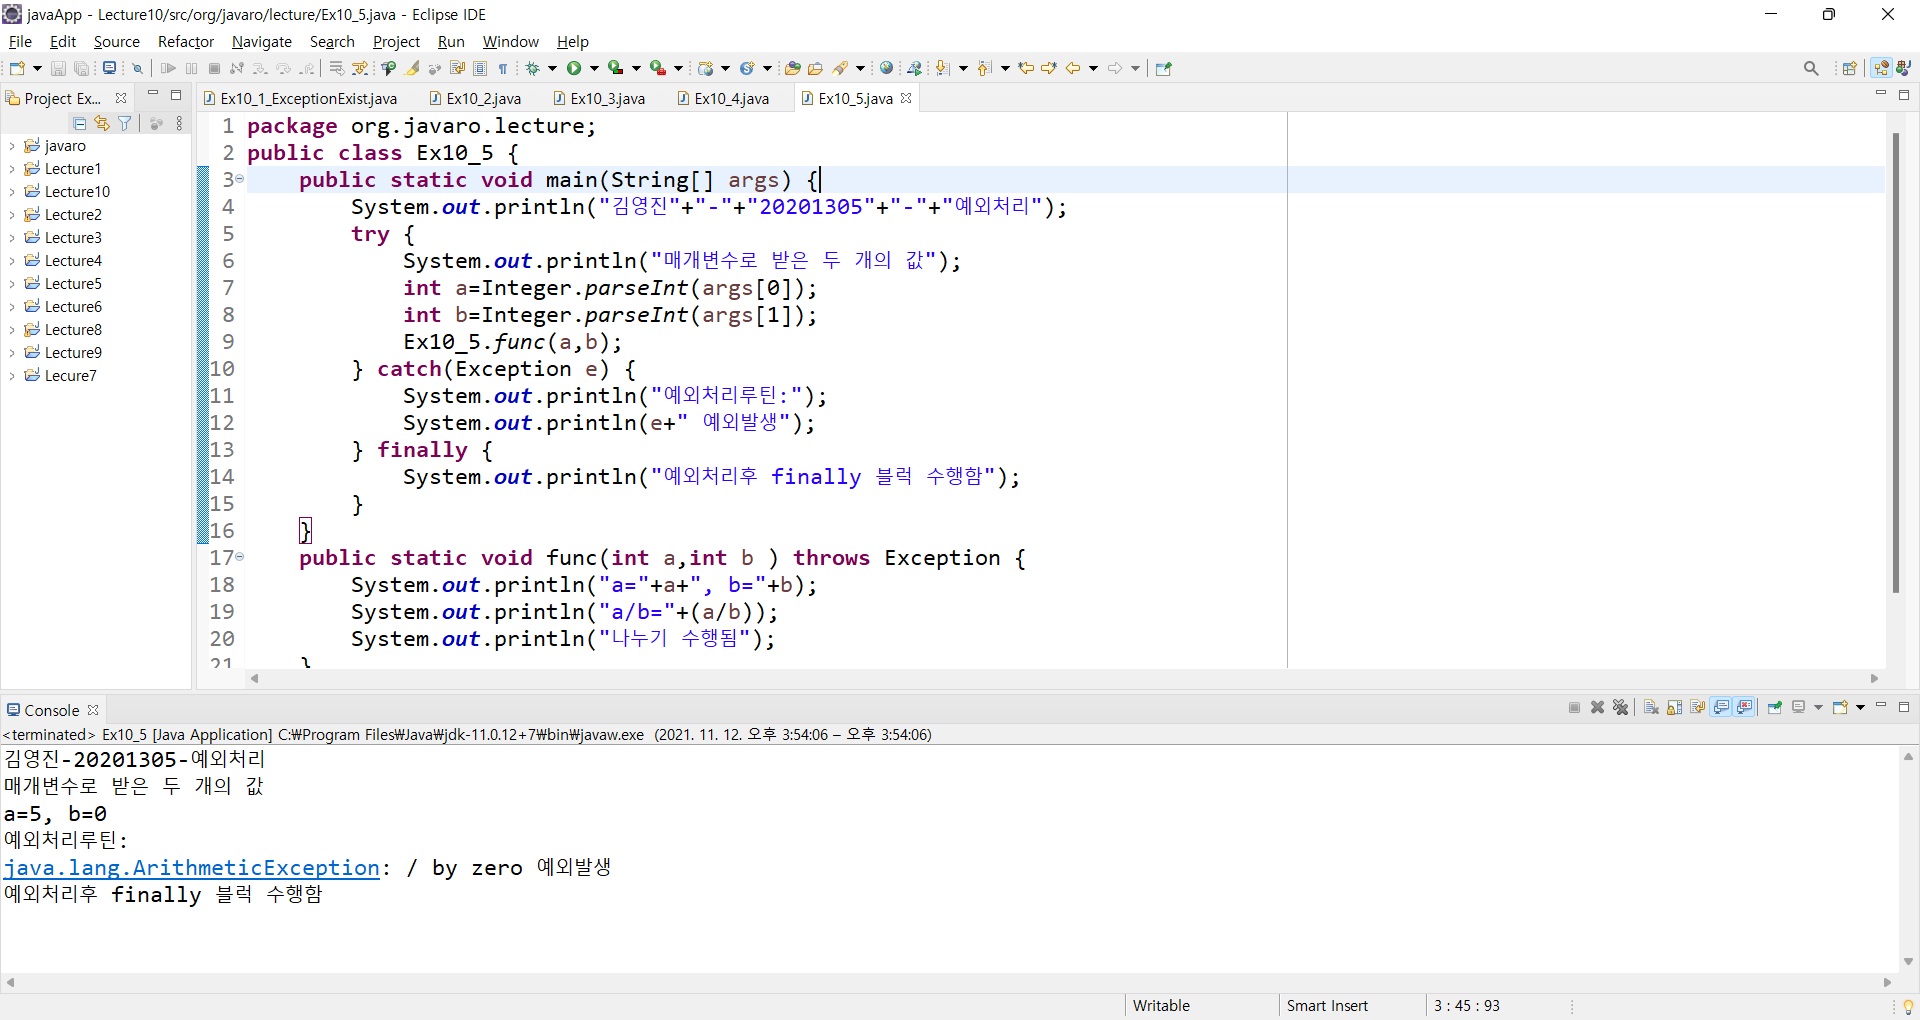 javaApp - Lecture10/src/org/javaro/lecture/Ex10_5.java - Eclipse IDE
File Edit Source Refactor Navigate Search Project Run Window Help
Project Ex...
Ex10_1_ExceptionExist.java Ex10_2.java Ex10_3.java Ex10_4.java Ex10_5.java
javaro
Lecture1
Lecture10
Lecture2
Lecture3
Lecture4
Lecture5
Lecture6
Lecture8
Lecture9
Lecure7
1 package org.javaro.lecture;
2 public class Ex10_5 {
3 public static void main(String[] args) {
4 System.out.println("김영진"+"-"+"20201305"+"-"+"예외처리");
5 try {
6 System.out.println("매개변수로 받은 두 개의 값");
7 int a=Integer.parseInt(args[0]);
8 int b=Integer.parseInt(args[1]);
9 Ex10_5.func(a,b);
10 } catch(Exception e) {
11 System.out.println("예외처리루틴:");
12 System.out.println(e+" 예외발생");
13 } finally {
14 System.out.println("예외처리후 finally 블럭 수행함");
15 }
16 }
17 public static void func(int a,int b ) throws Exception {
18 System.out.println("a="+a+", b="+b);
19 System.out.println("a/b="+(a/b));
20 System.out.println("나누기 수행됨");
21 }
Console
<terminated> Ex10_5 [Java Application] C:₩Program Files₩Java₩jdk-11.0.12+7₩bin₩javaw.exe (2021. 11. 12. 오후 3:54:06 – 오후 3:54:06)
김영진-20201305-예외처리
매개변수로 받은 두 개의 값
a=5, b=0
예외처리루틴:
java.lang.ArithmeticException: / by zero 예외발생
예외처리후 finally 블럭 수행함
Writable Smart Insert 3 : 45 : 93